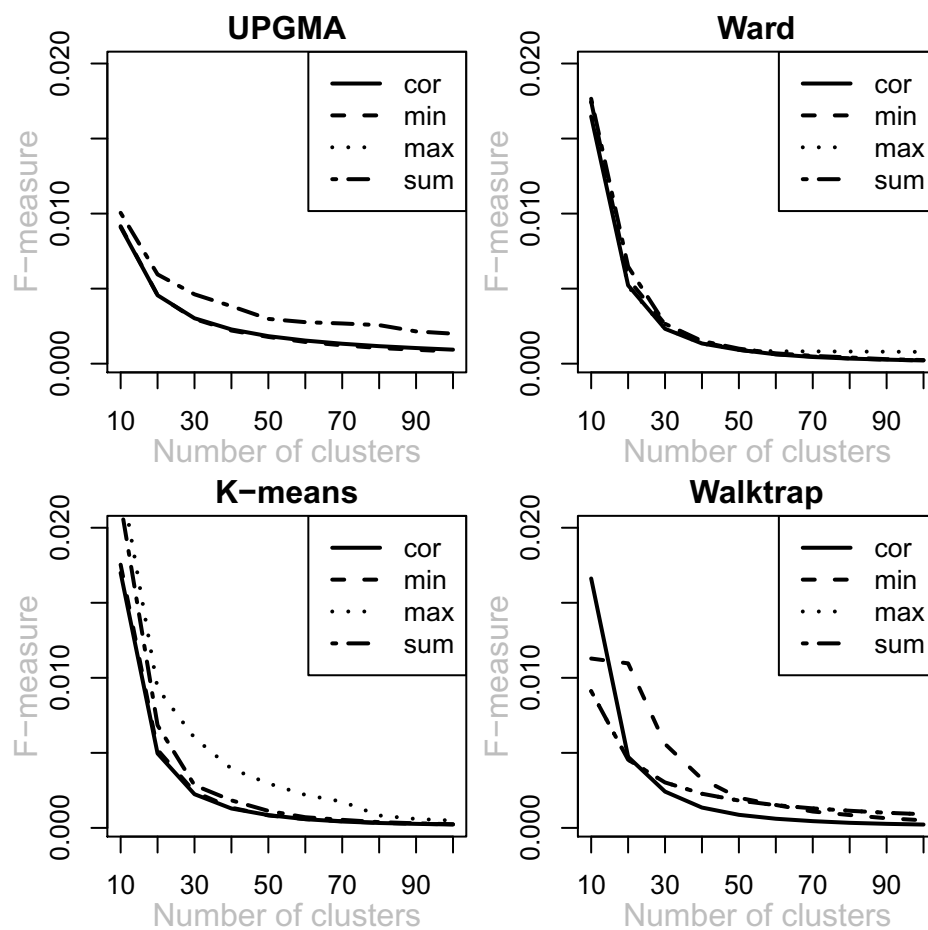 UPGMA
0.020
0.010
0.000
F−measure
cor
min
max
sum
10 30 50 70 90
Number of clusters
Ward
0.020
0.010
0.000
F−measure
cor
min
max
sum
10 30 50 70 90
Number of clusters
K−means
0.020
0.010
0.000
F−measure
cor
min
max
sum
10 30 50 70 90
Number of clusters
Walktrap
0.020
0.010
0.000
F−measure
cor
min
max
sum
10 30 50 70 90
Number of clusters